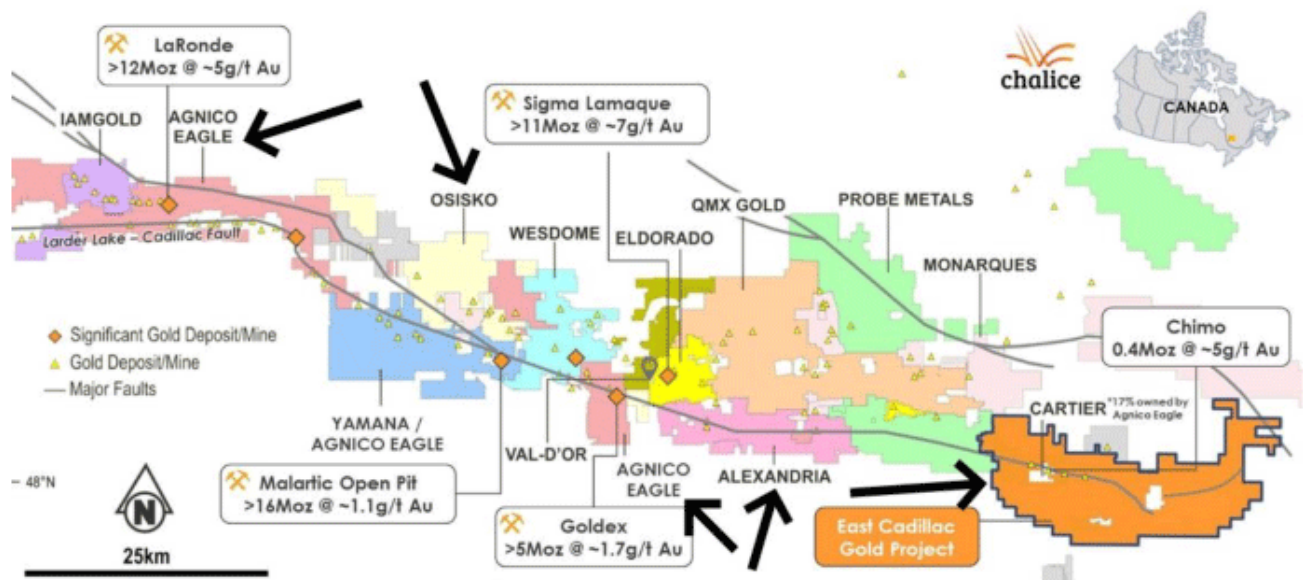 LaRonde
>12Moz @ ~5g/t Au
chalice
CANADA
IAMGOLD
AGNICO
EAGLE
Sigma Lamaque
>11Moz @ ~7g/t Au
OSISKO
QMX GOLD
PROBE METALS
WESDOME
ELDORADO
Larder Lake – Cadillac Fault
MONARQUES
Significant Gold Deposit/Mine
Gold Deposit/Mine
Major Faults
Chimo
0.4Moz @ ~5g/t Au
YAMANA /
AGNICO EAGLE
VAL-D'OR
CARTIER
*17% owned by
Agnico Eagle
48°N
N
25km
Malartic Open Pit
>16Moz @ ~1.1g/t Au
AGNICO
EAGLE
ALEXANDRIA
Goldex
>5Moz @ ~1.7g/t Au
East Cadillac
Gold Project